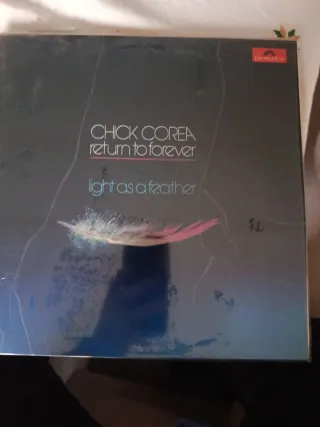 CHICK COREA
return to forever
light as a feather